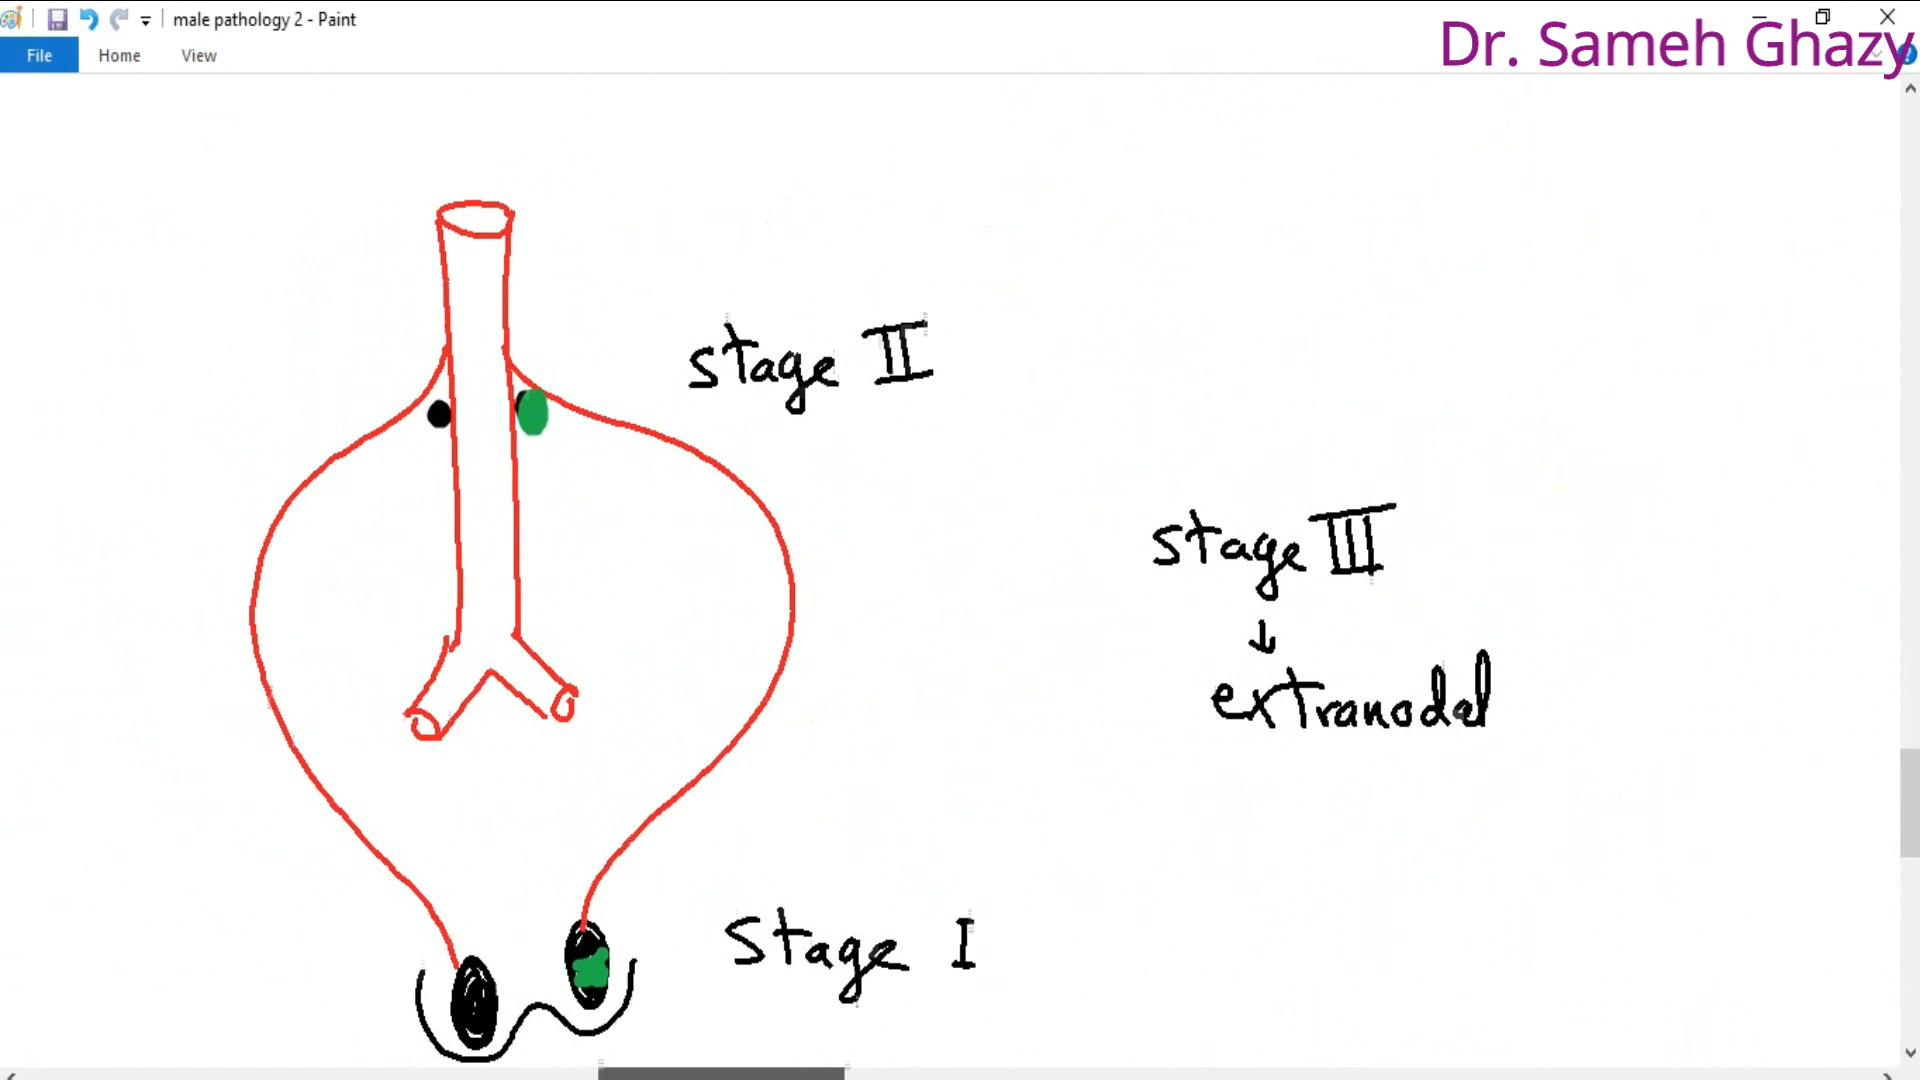 male pathology 2 - Paint
Dr. Sameh Ghazy
File Home View
stage II
stage III
↓
extranodal
Stage I